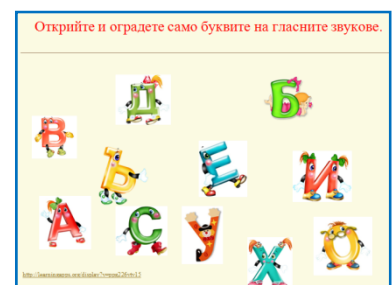 Открийте и оградете само буквите на гласните звукове.
Д Б
В
Ъ Е И
А С У Х О